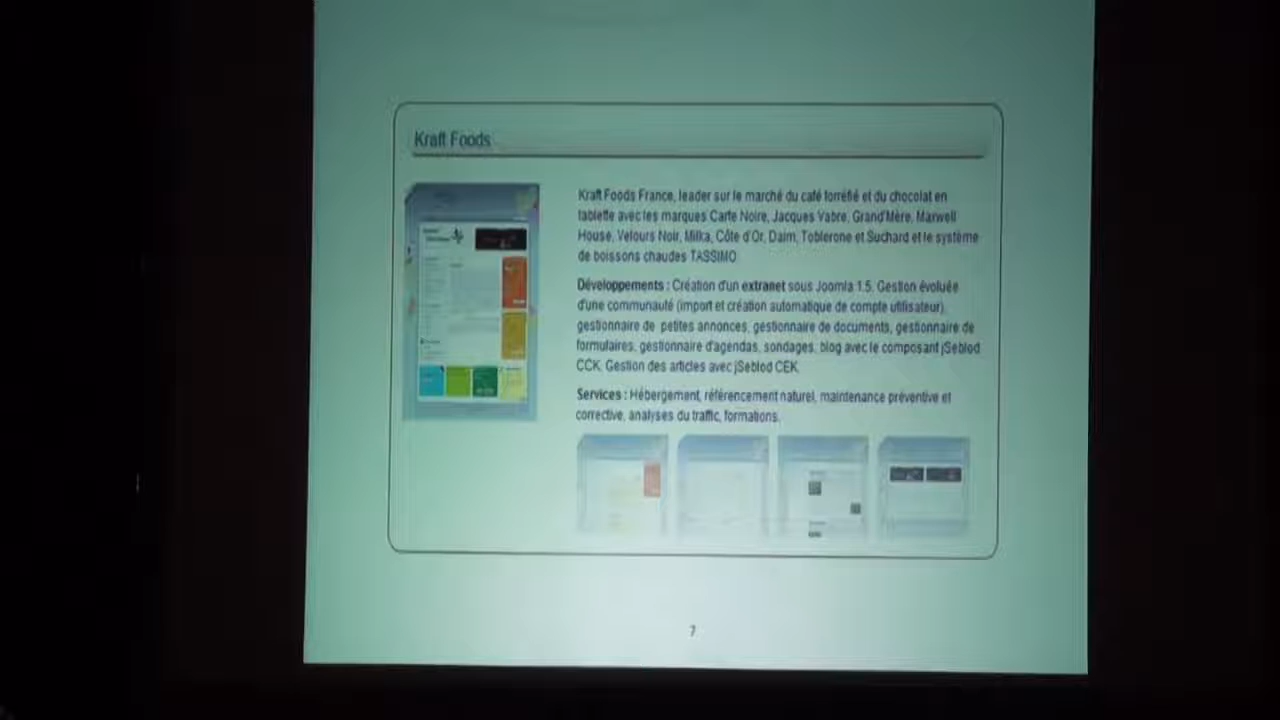 Kraft Foods
Kraft Foods France, leader sur le marché du café torréfié et du chocolat en
tablette avec les marques Carte Noire, Jacques Vabre, Grand'Mère, Maxwell
House, Velours Noir, Milka, Côte d'Or, Daim, Toblerone et Suchard et le système
de boissons chaudes TASSIMO
Développements : Création d'un extranet sous Joomla 1.5. Gestion évoluée
d'une communauté (import et création automatique de compte utilisateur),
gestionnaire de petites annonces, gestionnaire de documents, gestionnaire de
formulaires, gestionnaire d'agendas, sondages, blog avec le composant jSeblod
CCK. Gestion des articles avec jSeblod CEK.
Services : Hébergement, référencement naturel, maintenance préventive et
corrective, analyses du traffic, formations.
7